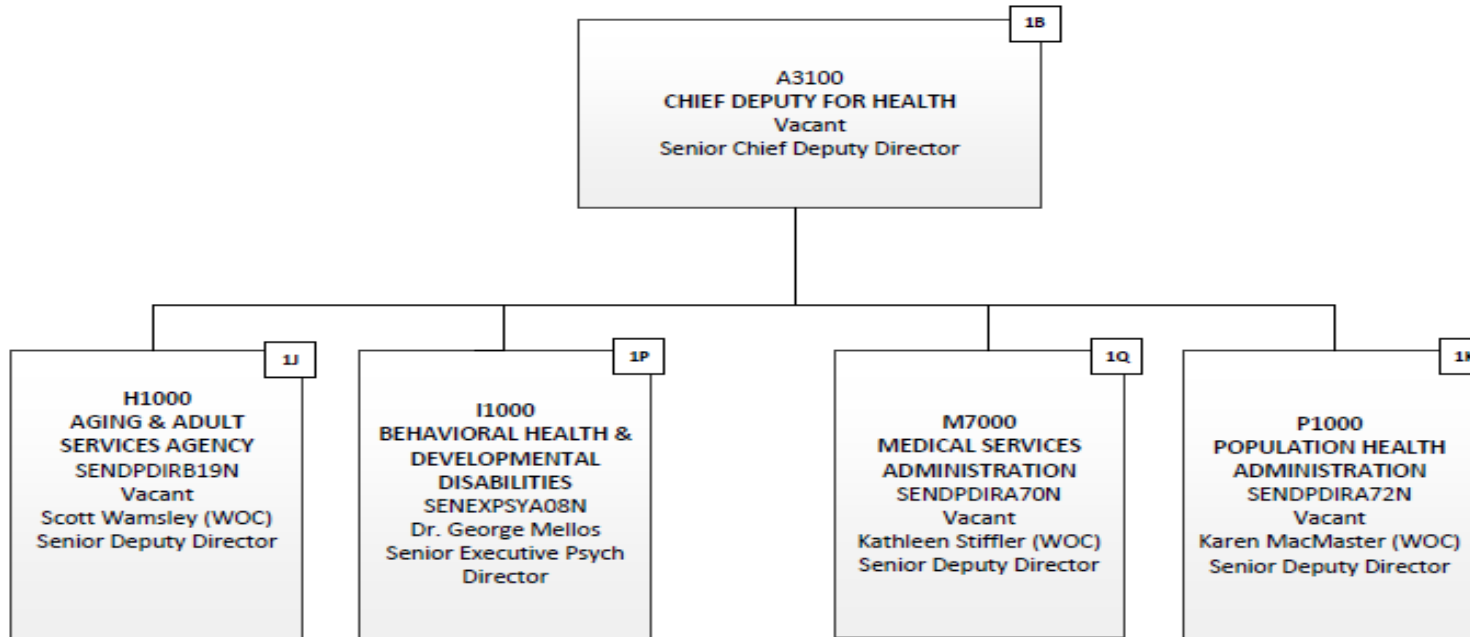 1B
A3100
CHIEF DEPUTY FOR HEALTH
Vacant
Senior Chief Deputy Director
1J
H1000
AGING & ADULT
SERVICES AGENCY
SENDPDIRB19N
Vacant
Scott Wamsley (WOC)
Senior Deputy Director
1P
I1000
BEHAVIORAL HEALTH &
DEVELOPMENTAL
DISABILITIES
SENEXPSYA08N
Dr. George Mellos
Senior Executive Psych
Director
1Q
M7000
MEDICAL SERVICES
ADMINISTRATION
SENDPDIRA70N
Vacant
Kathleen Stiffler (WOC)
Senior Deputy Director
P1000
POPULATION HEALTH
ADMINISTRATION
SENDPDIRA72N
Vacant
Karen MacMaster (WOC)
Senior Deputy Director